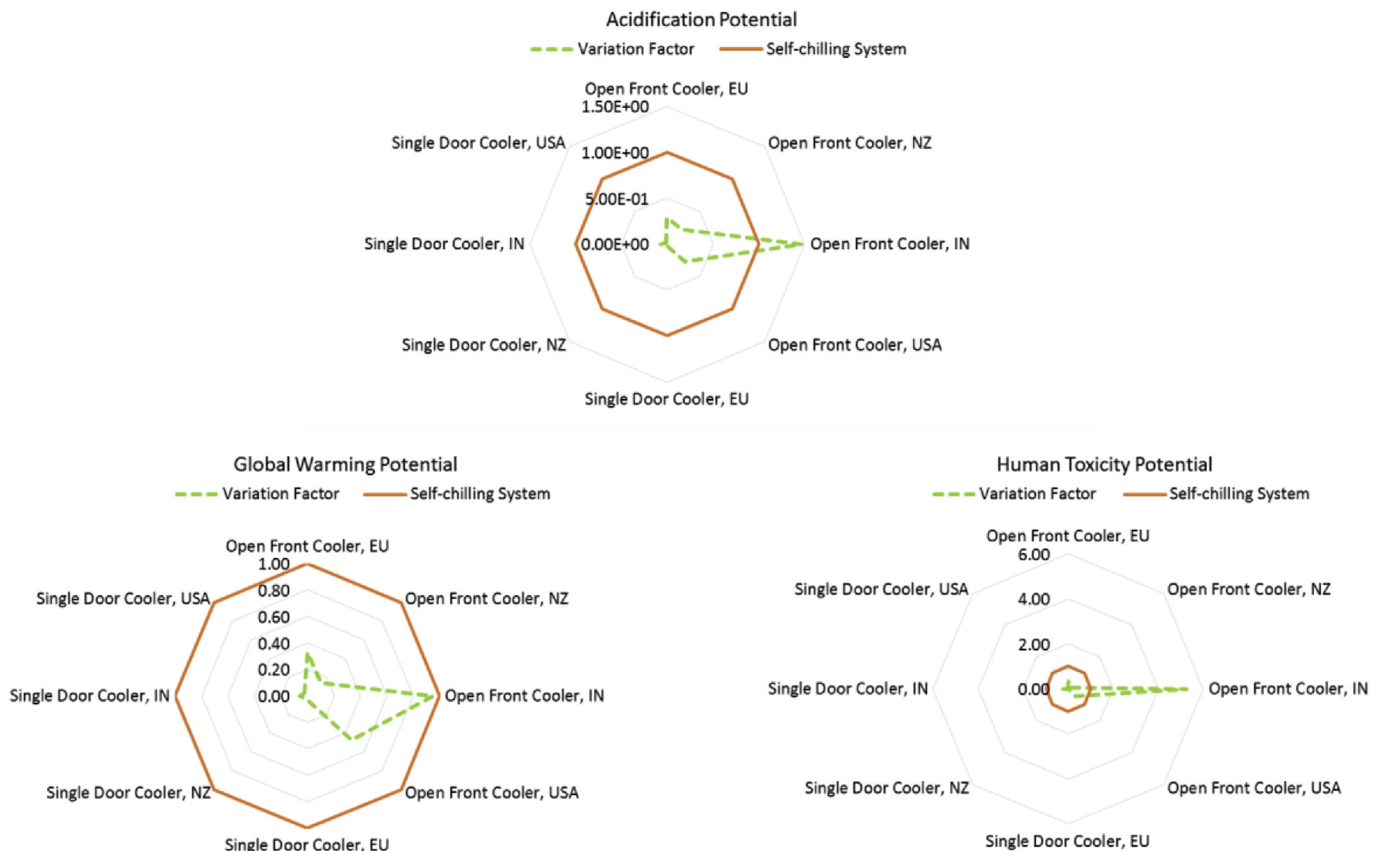 Acidification Potential
Variation Factor Self-chilling System
Open Front Cooler, EU
1.50E+00
Single Door Cooler, USA Open Front Cooler, NZ
1.00E+00
5.00E-01
Single Door Cooler, IN 0.00E+00 Open Front Cooler, IN
Single Door Cooler, NZ Open Front Cooler, USA
Single Door Cooler, EU
Global Warming Potential
Variation Factor Self-chilling System
Open Front Cooler, EU
1.00
Single Door Cooler, USA Open Front Cooler, NZ
0.80
0.60
0.40
0.20
Single Door Cooler, IN 0.00 Open Front Cooler, IN
Single Door Cooler, NZ Open Front Cooler, USA
Single Door Cooler, EU
Human Toxicity Potential
Variation Factor Self-chilling System
Open Front Cooler, EU
6.00
Single Door Cooler, USA Open Front Cooler, NZ
4.00
2.00
Single Door Cooler, IN 0.00 Open Front Cooler, IN
Single Door Cooler, NZ Open Front Cooler, USA
Single Door Cooler, EU